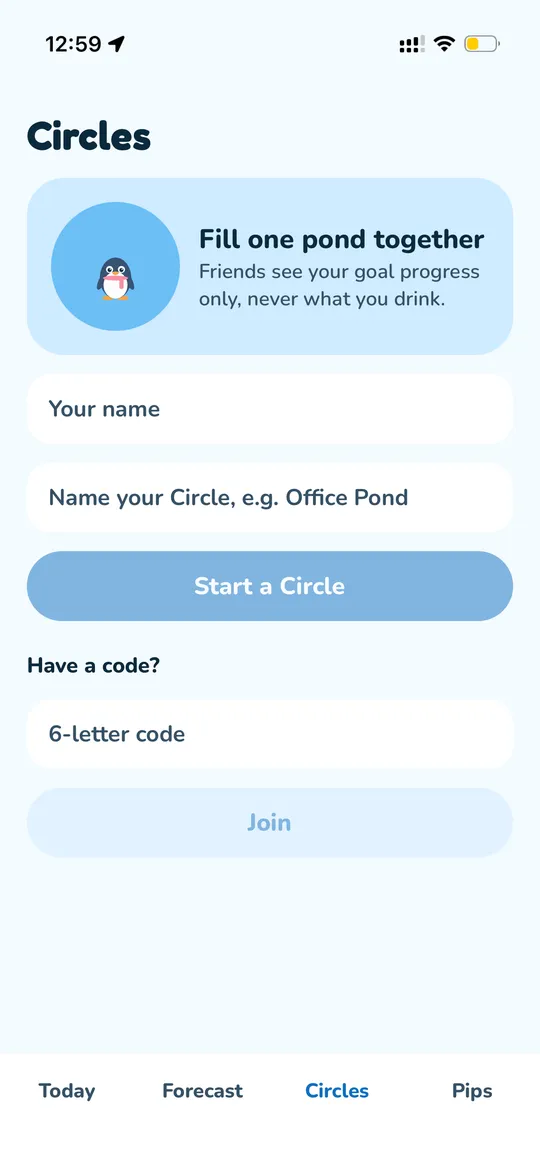 12:59
Circles
Fill one pond together
Friends see your goal progress
only, never what you drink.
Your name
Name your Circle, e.g. Office Pond
Start a Circle
Have a code?
6-letter code
Join
Today Forecast Circles Pips